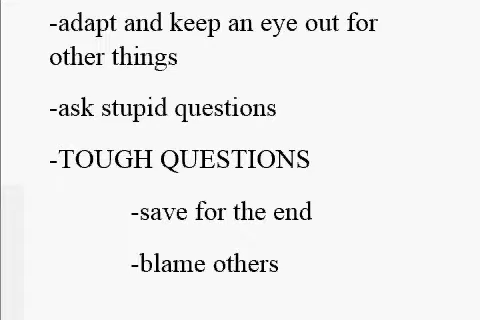 -adapt and keep an eye out for
other things
-ask stupid questions
-TOUGH QUESTIONS
-save for the end
-blame others